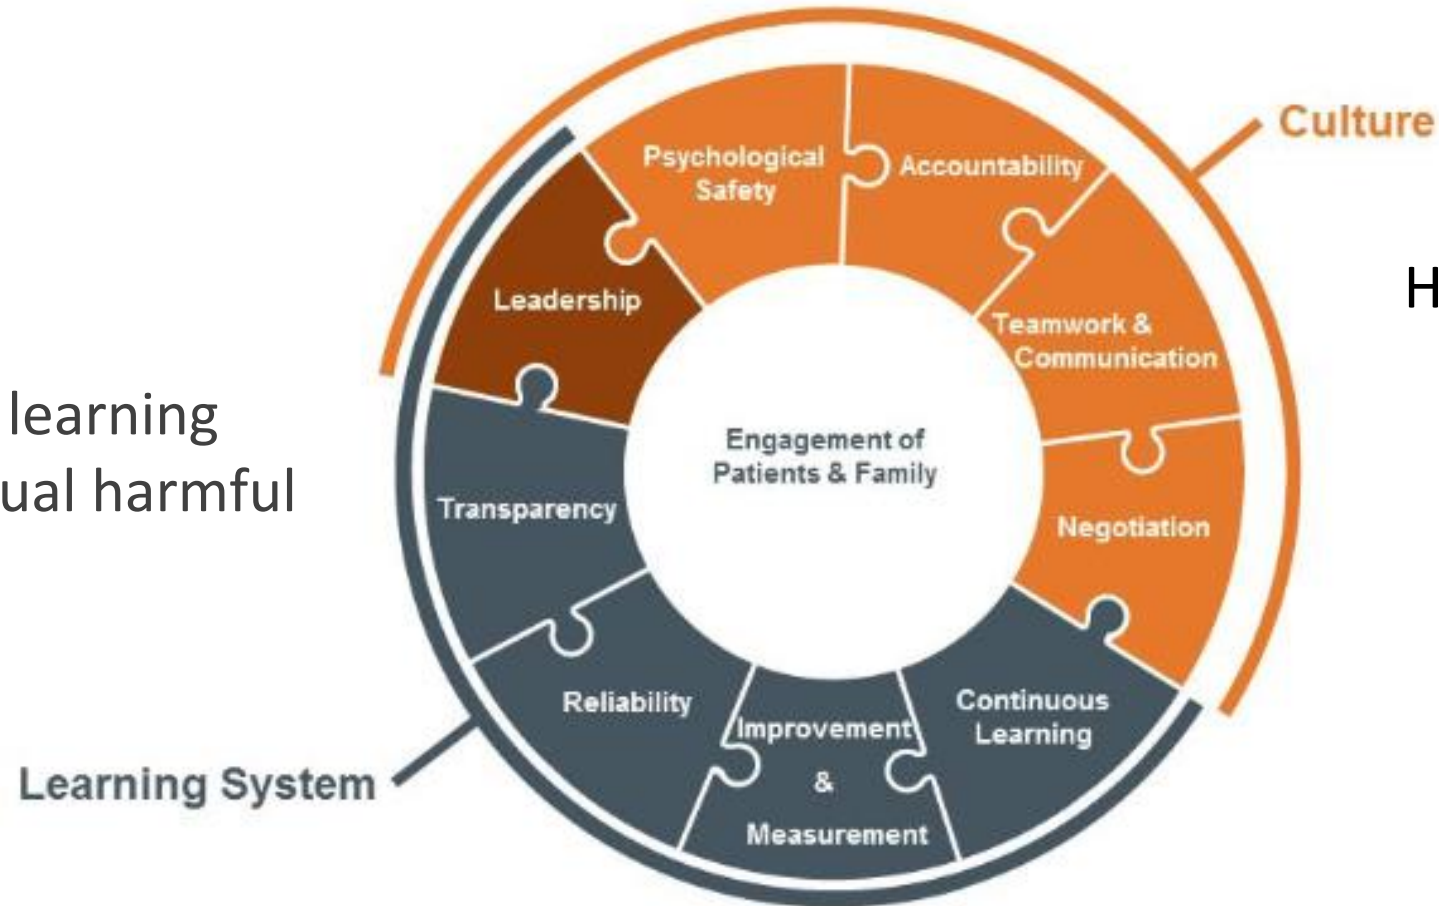 Culture
Psychological
Safety
Accountability
Leadership
Teamwork &
Communication
H
learning
ual harmful
Engagement of
Patients & Family
Transparency
Negotiation
Reliability
Improvement
&
Measurement
Continuous
Learning
Learning System